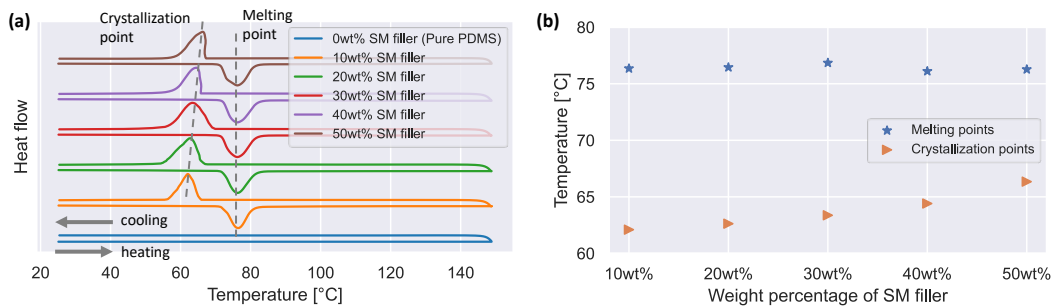 (a)
Crystallization
point
Melting
point
0wt% SM filler (Pure PDMS)
10wt% SM filler
20wt% SM filler
30wt% SM filler
40wt% SM filler
50wt% SM filler
Heat flow
cooling
heating
20 40 60 80 100 120 140
Temperature [°C]
(b)
80
75
70
65
60
Temperature [°C]
Melting points
Crystallization points
10wt% 20wt% 30wt% 40wt% 50wt%
Weight percentage of SM filler